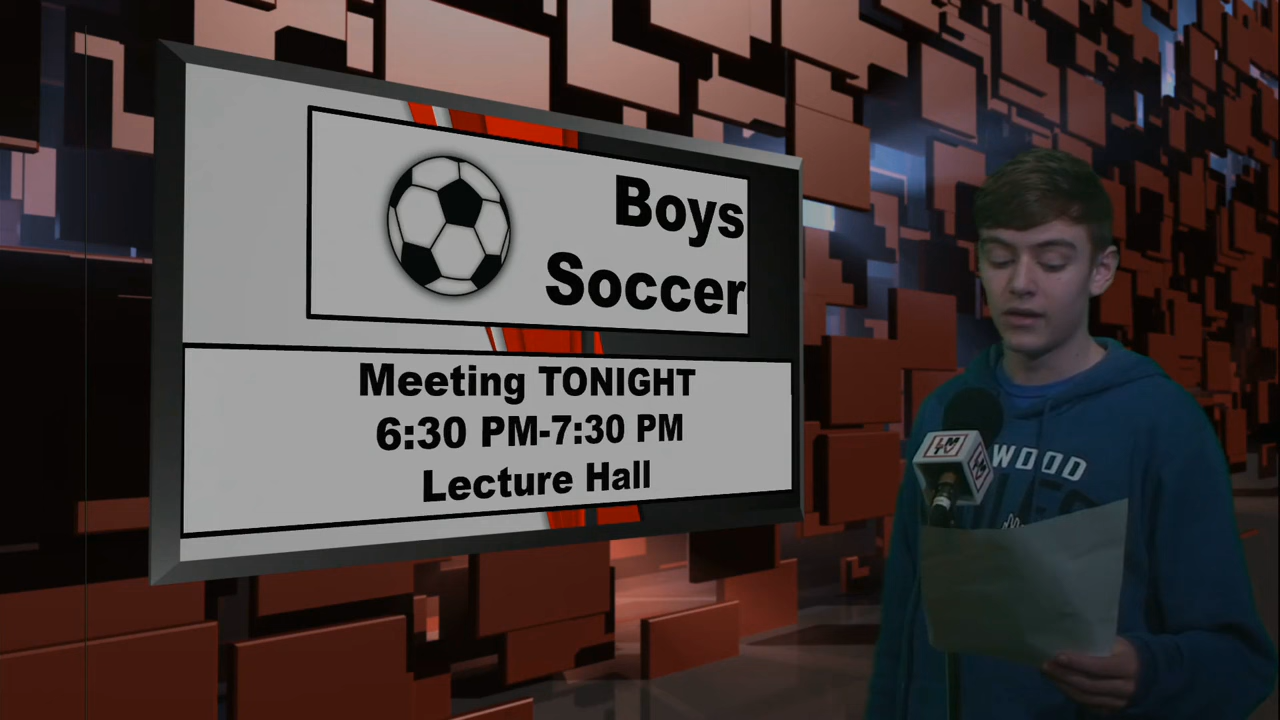 Boys
Soccer
Meeting TONIGHT
6:30 PM-7:30 PM
Lecture Hall
WOOD